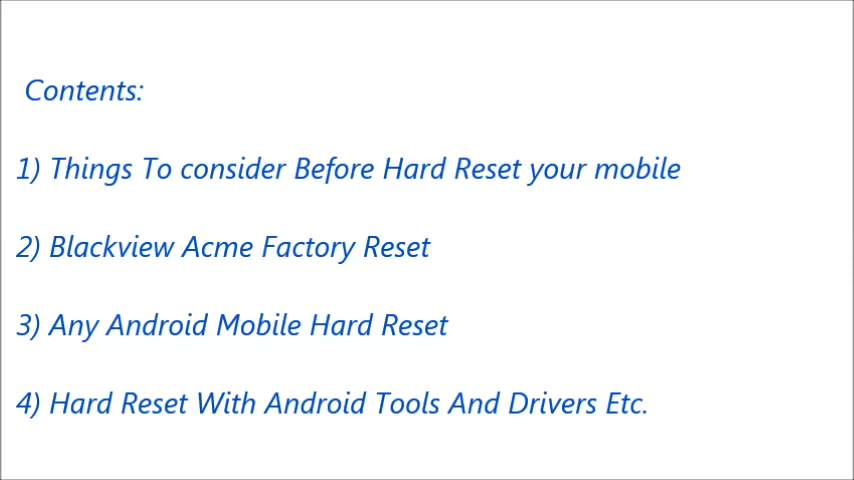 Contents:
1) Things To consider Before Hard Reset your mobile
2) Blackview Acme Factory Reset
3) Any Android Mobile Hard Reset
4) Hard Reset With Android Tools And Drivers Etc.